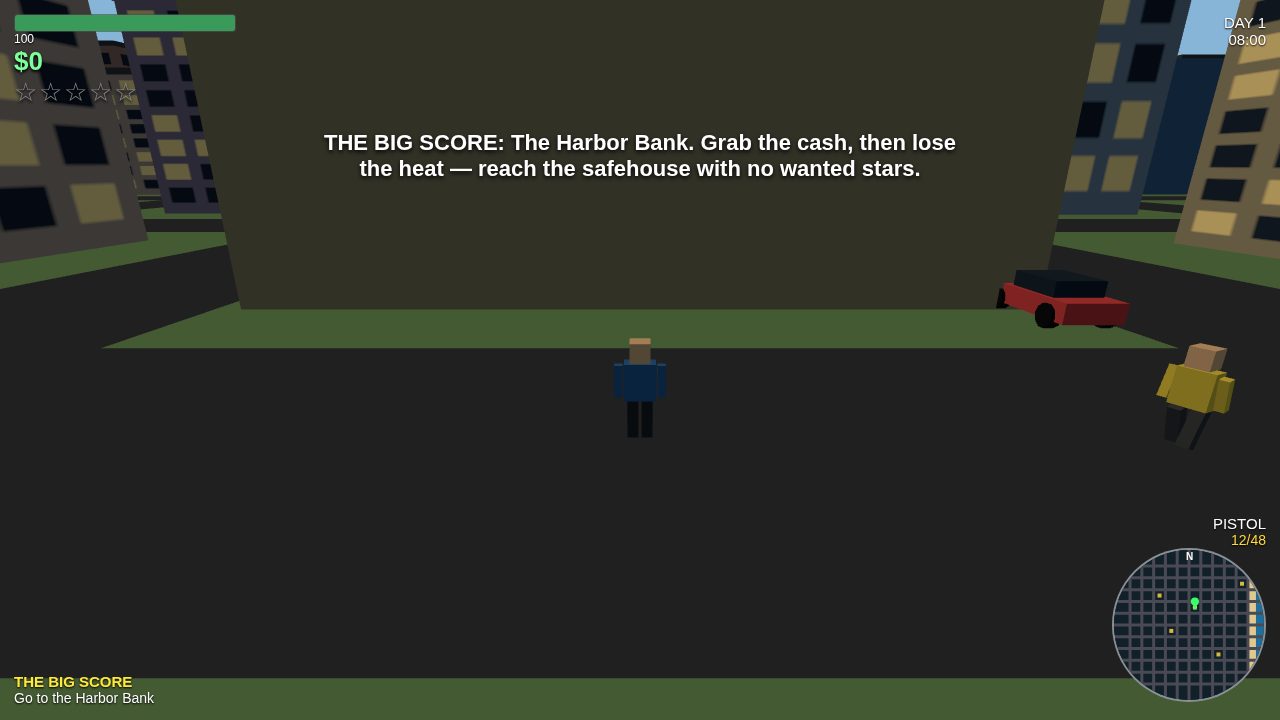 100
$0
DAY 1
08:00
THE BIG SCORE: The Harbor Bank. Grab the cash, then lose
the heat — reach the safehouse with no wanted stars.
PISTOL
12/48
N
THE BIG SCORE
Go to the Harbor Bank